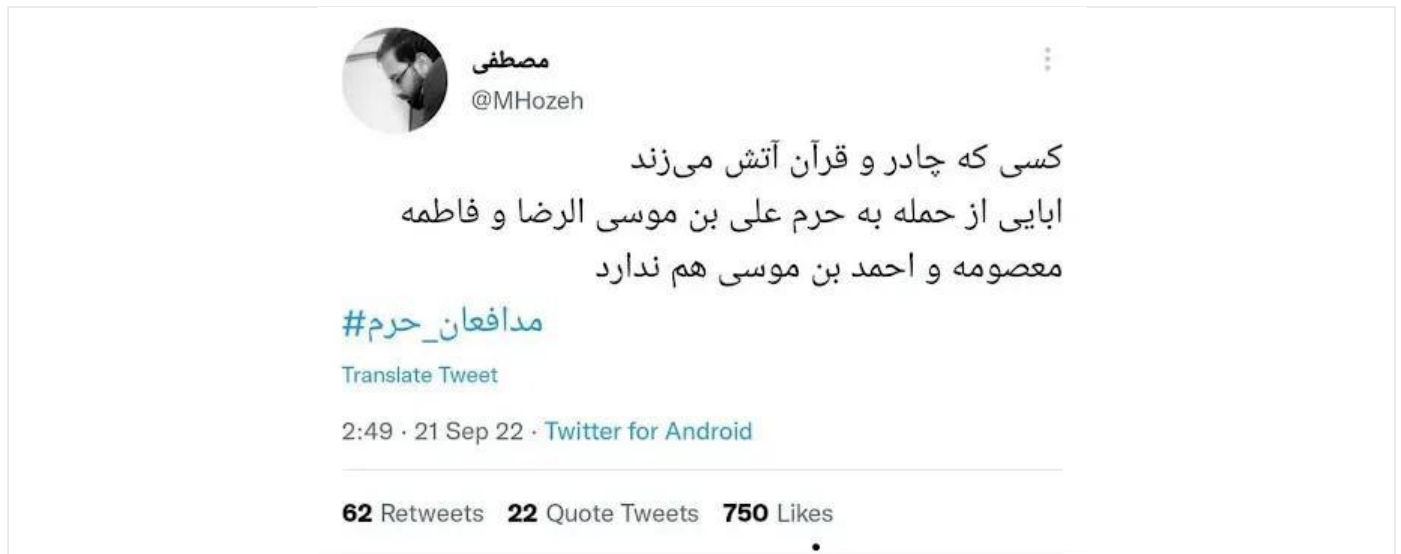 مصطفی
@MHozeh
کسی که چادر و قرآن آتش می‌زند
ابایی از حمله به حرم علی بن موسی الرضا و فاطمه
معصومه و احمد بن موسی هم ندارد
#مدافعان_حرم
Translate Tweet
2:49 · 21 Sep 22 · Twitter for Android
62 Retweets 22 Quote Tweets 750 Likes